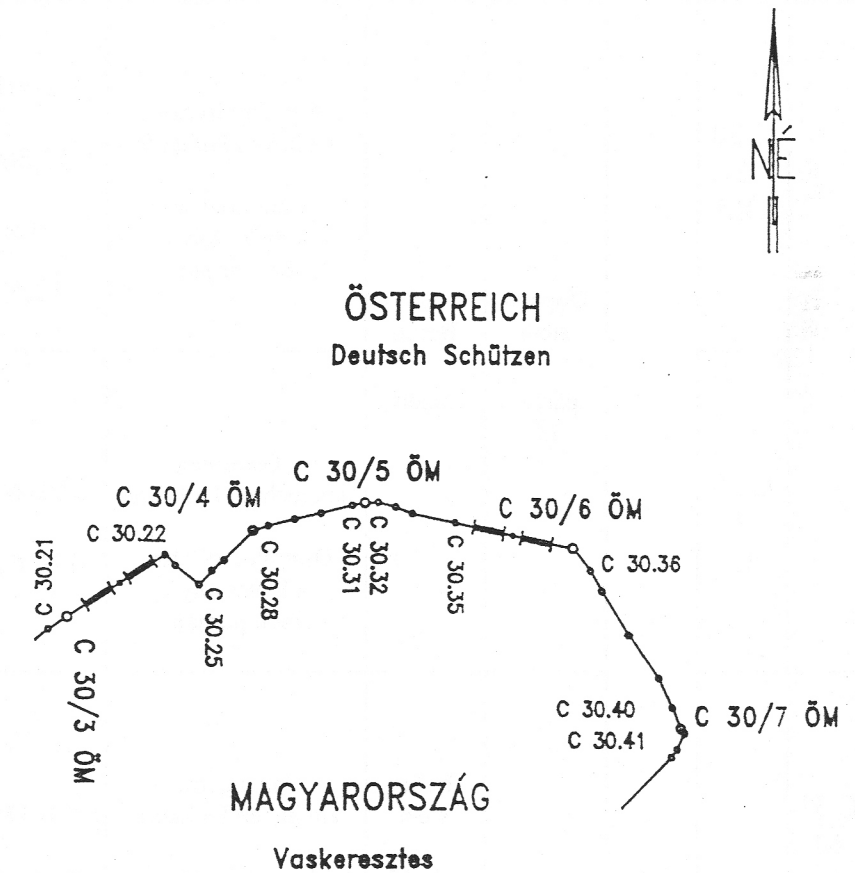 NÉ
ÖSTERREICH
Deutsch Schützen
C 30/5 ÖM
C 30/4 ÖM
C 30/6 ÖM
C 30.22
C 30.21
C 30.31
C 30.32
C 30.35
C 30.28
C 30.25
C 30.36
C 30/3 ÖM
C 30.40
C 30/7 ÖM
C 30.41
MAGYARORSZÁG
Vaskeresztes